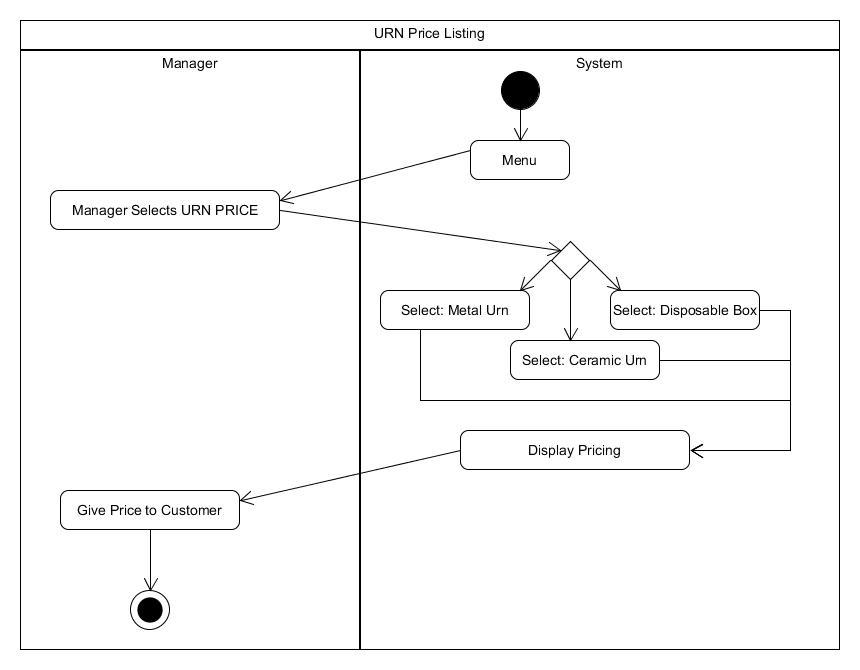 URN Price Listing
Manager
System
Menu
Manager Selects URN PRICE
Select: Metal Urn
Select: Disposable Box
Select: Ceramic Urn
Display Pricing
Give Price to Customer